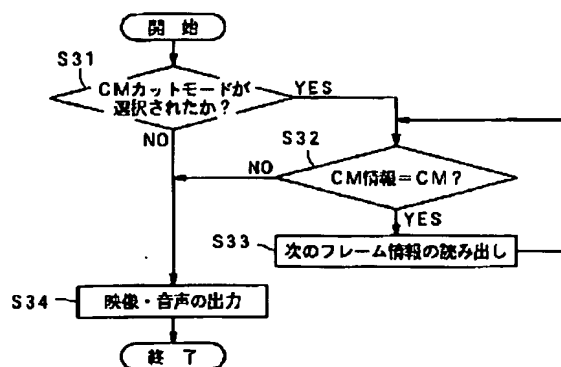 開始
S31
CMカットモードが
選択されたか？
YES
NO
S32
NO
CM情報＝CM？
YES
S33
次のフレーム情報の読み出し
S34
映像・音声の出力
終了